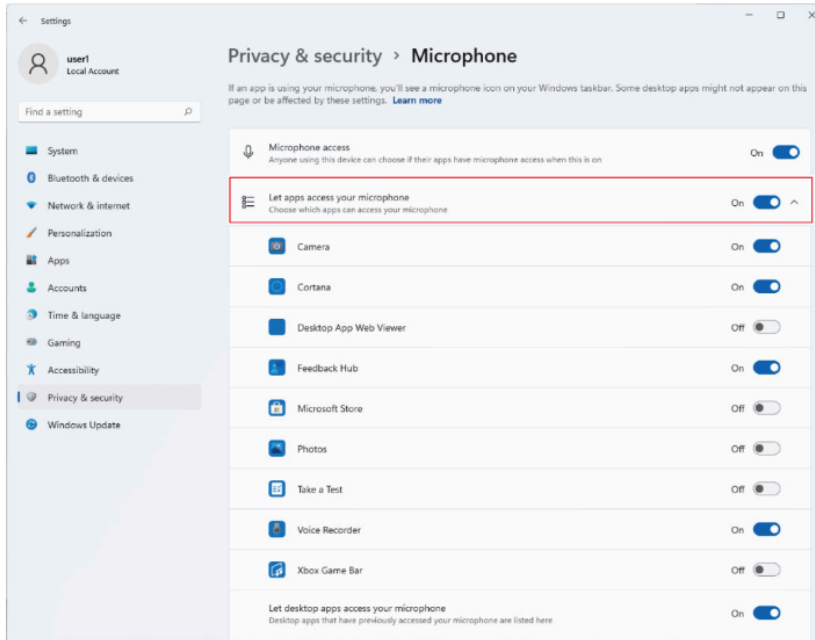 Settings
user1
Local Account
Find a setting
System
Bluetooth & devices
Network & internet
Personalization
Apps
Accounts
Time & language
Gaming
Accessibility
Privacy & security
Windows Update
Privacy & security > Microphone
If an app is using your microphone, you'll see a microphone icon on your Windows taskbar. Some desktop apps might not appear on this
page or be affected by these settings. Learn more
Microphone access
Anyone using this device can choose if their apps have microphone access when this is on
On
Let apps access your microphone
Choose which apps can access your microphone
On
Camera On
Cortana On
Desktop App Web Viewer Off
Feedback Hub On
Microsoft Store Off
Photos Off
Take a Test Off
Voice Recorder On
Xbox Game Bar Off
Let desktop apps access your microphone
Desktop apps that have previously accessed your microphone are listed here
On